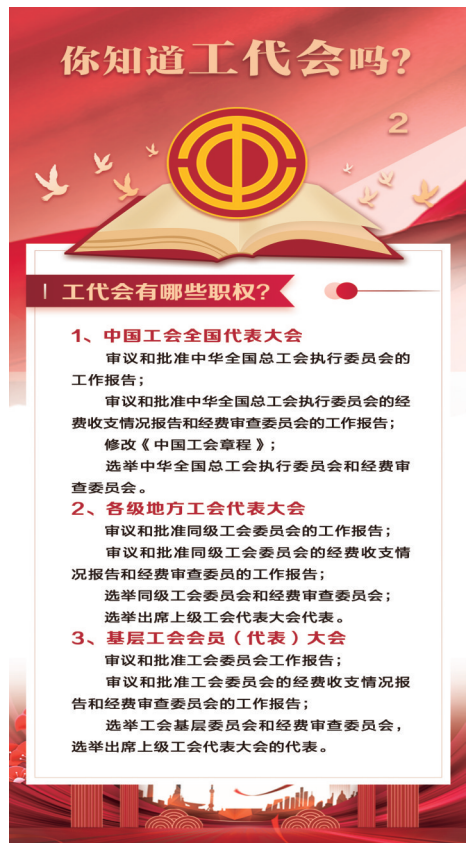 你知道工代会吗?
2
工代会有哪些职权?
1、中国工会全国代表大会
审议和批准中华全国总工会执行委员会的
工作报告;
审议和批准中华全国总工会执行委员会的经
费收支情况报告和经费审查委员会的工作报告;
修改《中国工会章程》;
选举中华全国总工会执行委员会和经费审
查委员会。
2、各级地方工会代表大会
审议和批准同级工会委员会的工作报告;
审议和批准同级工会委员会的经费收支情
况报告和经费审查委员的工作报告;
选举同级工会委员会和经费审查委员会;
选举出席上级工会代表大会代表。
3、基层工会会员(代表)大会
审议和批准工会委员会工作报告;
审议和批准工会委员会的经费收支情况报
告和经费审查委员会的工作报告;
选举工会基层委员会和经费审查委员会,
选举出席上级工会代表大会的代表。